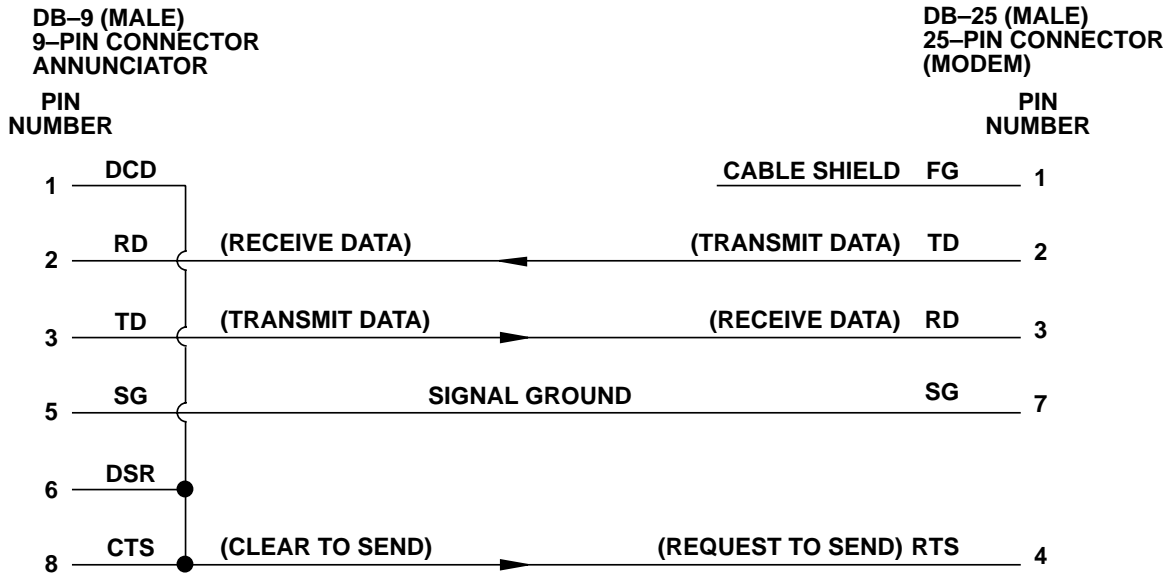 DB–9 (MALE)
9–PIN CONNECTOR
ANNUNCIATOR
DB–25 (MALE)
25–PIN CONNECTOR
(MODEM)
PIN
NUMBER
PIN
NUMBER
1 DCD CABLE SHIELD FG 1
2 RD (RECEIVE DATA) (TRANSMIT DATA) TD 2
3 TD (TRANSMIT DATA) (RECEIVE DATA) RD 3
5 SG SIGNAL GROUND SG 7
6 DSR
8 CTS (CLEAR TO SEND) (REQUEST TO SEND) RTS 4